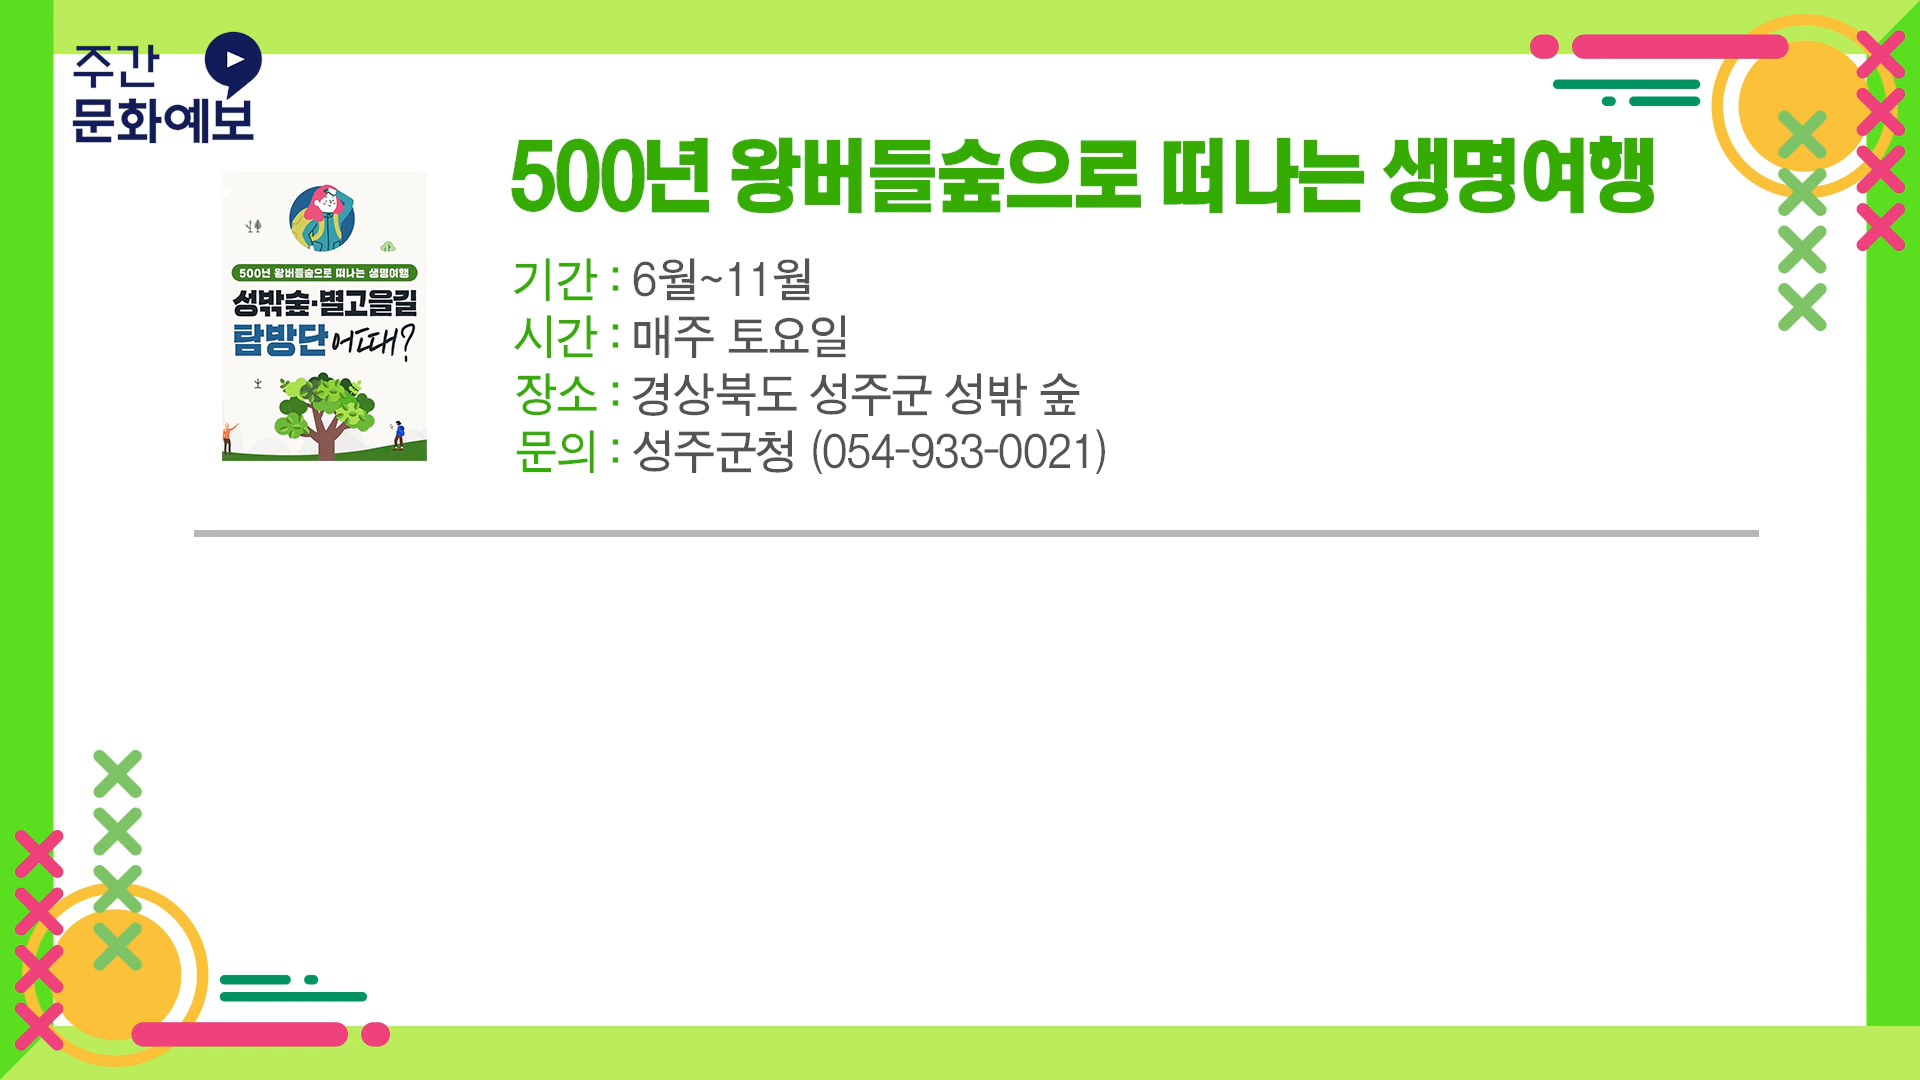 주간
문화예보
500년 왕버들숲으로 떠나는 생명여행
기간 : 6월~11월
시간 : 매주 토요일
장소 : 경상북도 성주군 성밖 숲
문의 : 성주군청 (054-933-0021)
500년 왕버들숲으로 떠나는 생명여행
성밖숲·별고을길
탐방단 어때?